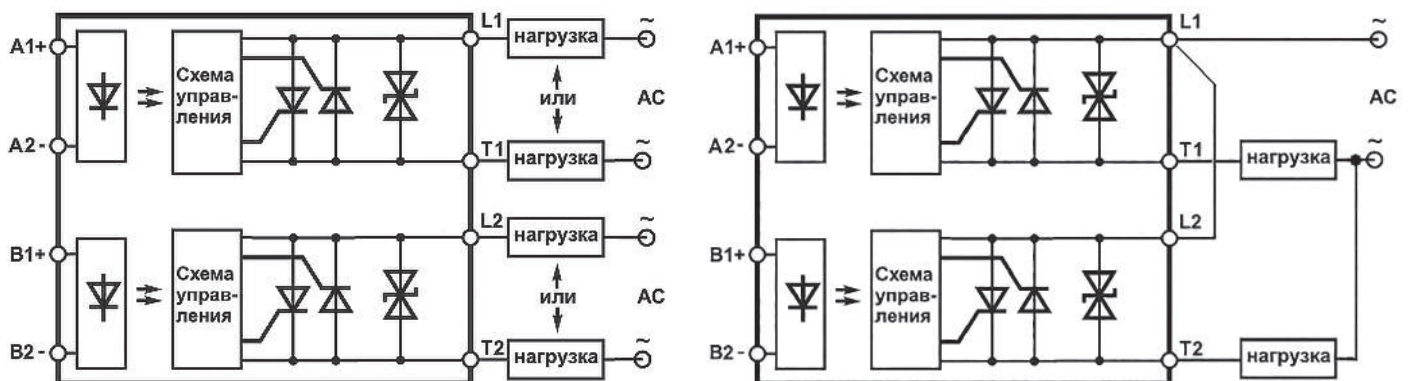 L1
нагрузка
~
A1+
Схема
управ-
ления
или
AC
A2 -
T1
нагрузка
~
L2
нагрузка
~
B1+
Схема
управ-
ления
или
AC
B2 -
T2
нагрузка
~
L1
~
A1+
Схема
управ-
ления
AC
A2 -
T1
нагрузка
~
L2
B1+
Схема
управ-
ления
B2 -
T2
нагрузка